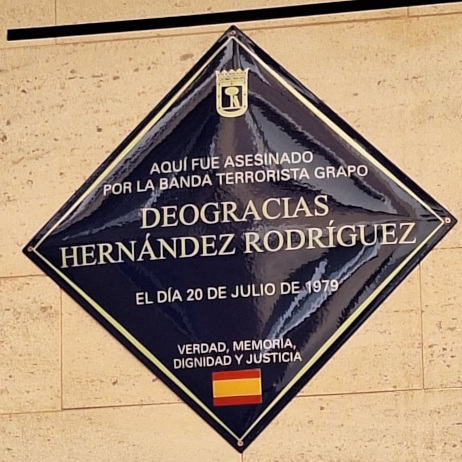 AQUÍ FUE ASESINADO
POR LA BANDA TERRORISTA GRAPO
DEOGRACIAS
HERNÁNDEZ RODRÍGUEZ
EL DÍA 20 DE JULIO DE 1979
VERDAD, MEMORIA,
DIGNIDAD Y JUSTICIA